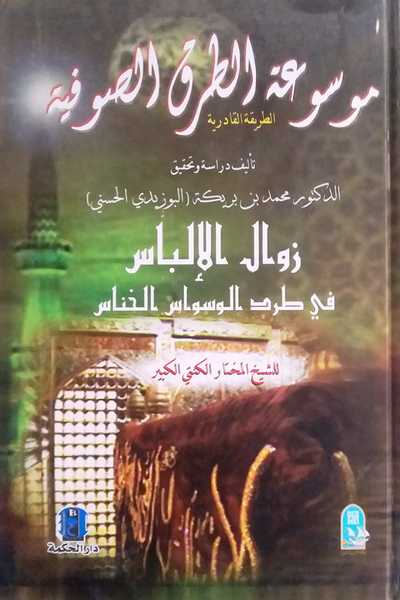 موسوعة الطرق الصوفية
الطريقة القادرية
تأليف دراسة وتحقيق
الدكتور محمد بن بريكة (البوزيدي الحسني)
زوال الإلباس
في طرد الوسواس الخناس
للشيخ المختار الكنتي الكبير
دار الحكمة